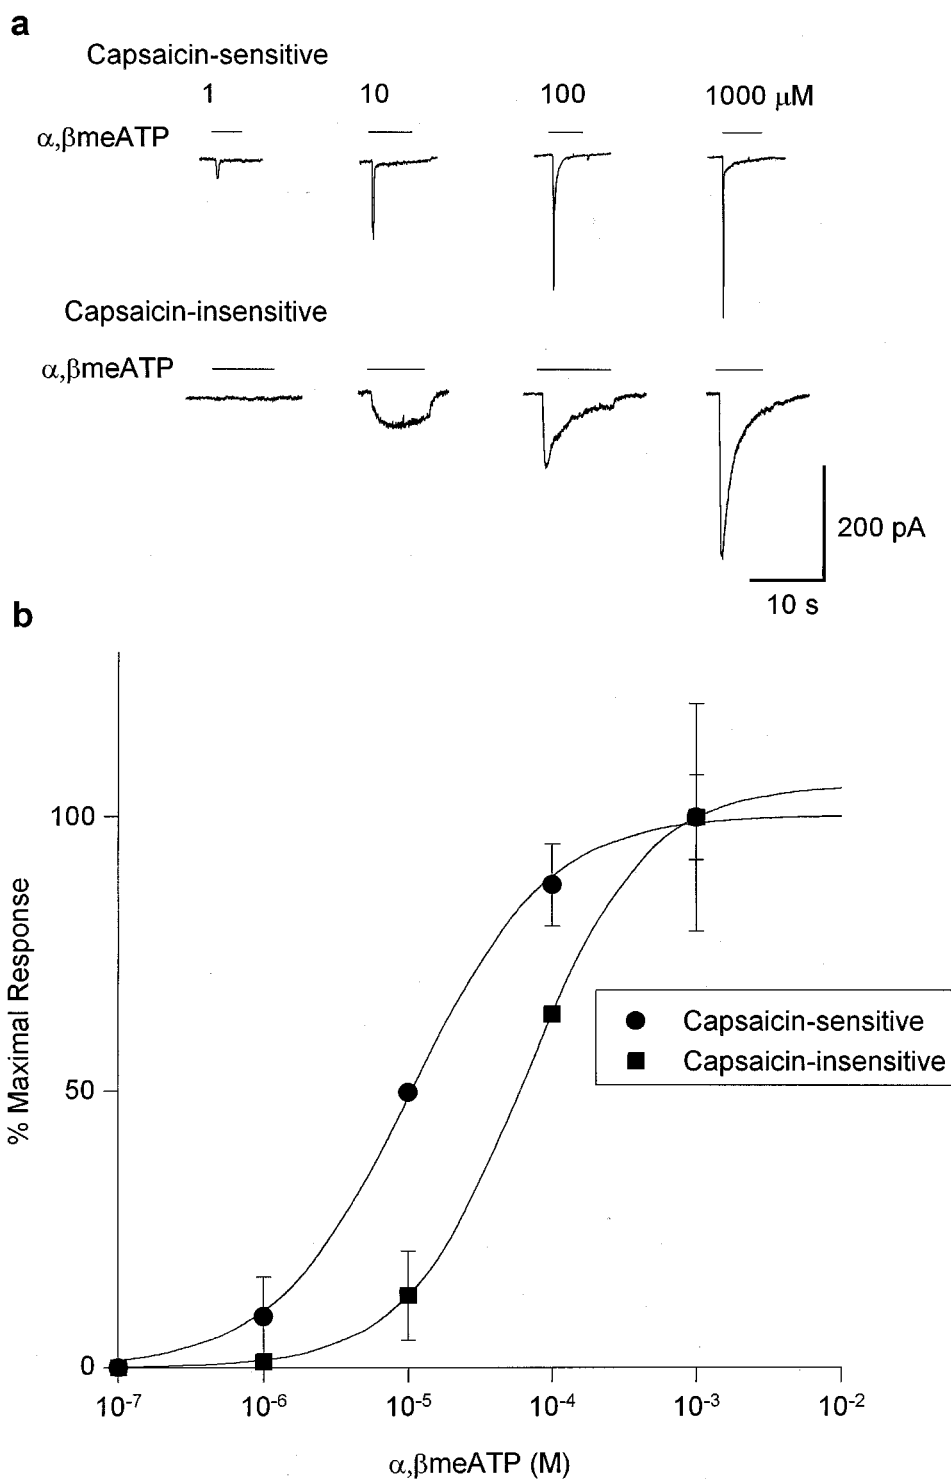 a
Capsaicin-sensitive
1 10 100 1000 μM
α,βmeATP
Capsaicin-insensitive
α,βmeATP
200 pA
10 s
b
% Maximal Response
100
50
0
Capsaicin-sensitive
Capsaicin-insensitive
10⁻⁷ 10⁻⁶ 10⁻⁵ 10⁻⁴ 10⁻³ 10⁻²
α,βmeATP (M)